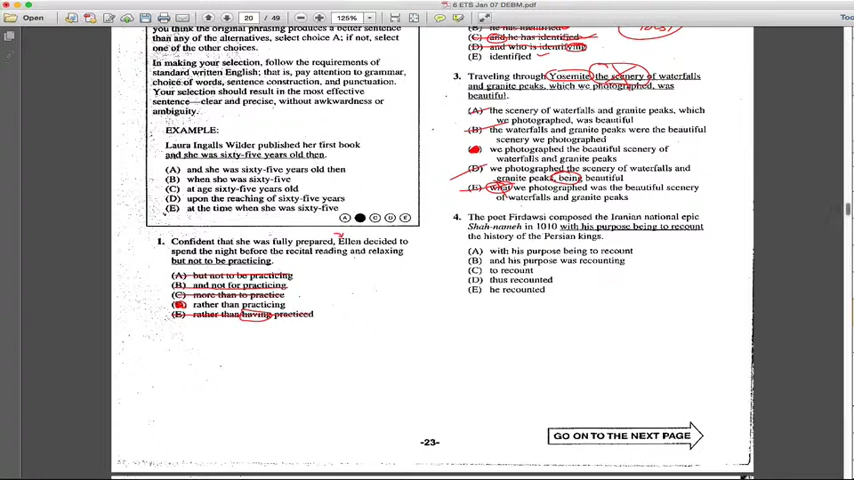 6 ETS Jan 07 DEBM.pdf
Open
20 / 49
125%
Too
you think the original phrasing produces a better sentence
than any of the alternatives, select choice A; if not, select
one of the other choices.
In making your selection, follow the requirements of
standard written English; that is, pay attention to grammar,
choice of words, sentence construction, and punctuation.
Your selection should result in the most effective
sentence—clear and precise, without awkwardness or
ambiguity.
EXAMPLE:
Laura Ingalls Wilder published her first book
and she was sixty-five years old then.
(A) and she was sixty-five years old then
(B) when she was sixty-five
(C) at age sixty-five years old
(D) upon the reaching of sixty-five years
(E) at the time when she was sixty-five
A C D E
1. Confident that she was fully prepared, Ellen decided to
spend the night before the recital reading and relaxing
but not to be practicing.
(A) but not to be practicing
(B) and not for practicing
(C) more than to practice
rather than practicing
(E) rather than having practiced
(B) he has identified
(C) and he has identified
(D) and who is identifying
(E) identified
3. Traveling through Yosemite, the scenery of waterfalls
and granite peaks, which we photographed, was
beautiful.
(A) the scenery of waterfalls and granite peaks, which
we photographed, was beautiful
(B) the waterfalls and granite peaks were the beautiful
scenery we photographed
we photographed the beautiful scenery of
waterfalls and granite peaks
(D) we photographed the scenery of waterfalls and
granite peaks, being beautiful
(E) what we photographed was the beautiful scenery
of waterfalls and granite peaks
4. The poet Firdawsi composed the Iranian national epic
Shah-nameh in 1010 with his purpose being to recount
the history of the Persian kings.
(A) with his purpose being to recount
(B) and his purpose was recounting
(C) to recount
(D) thus recounted
(E) he recounted
-23-
GO ON TO THE NEXT PAGE